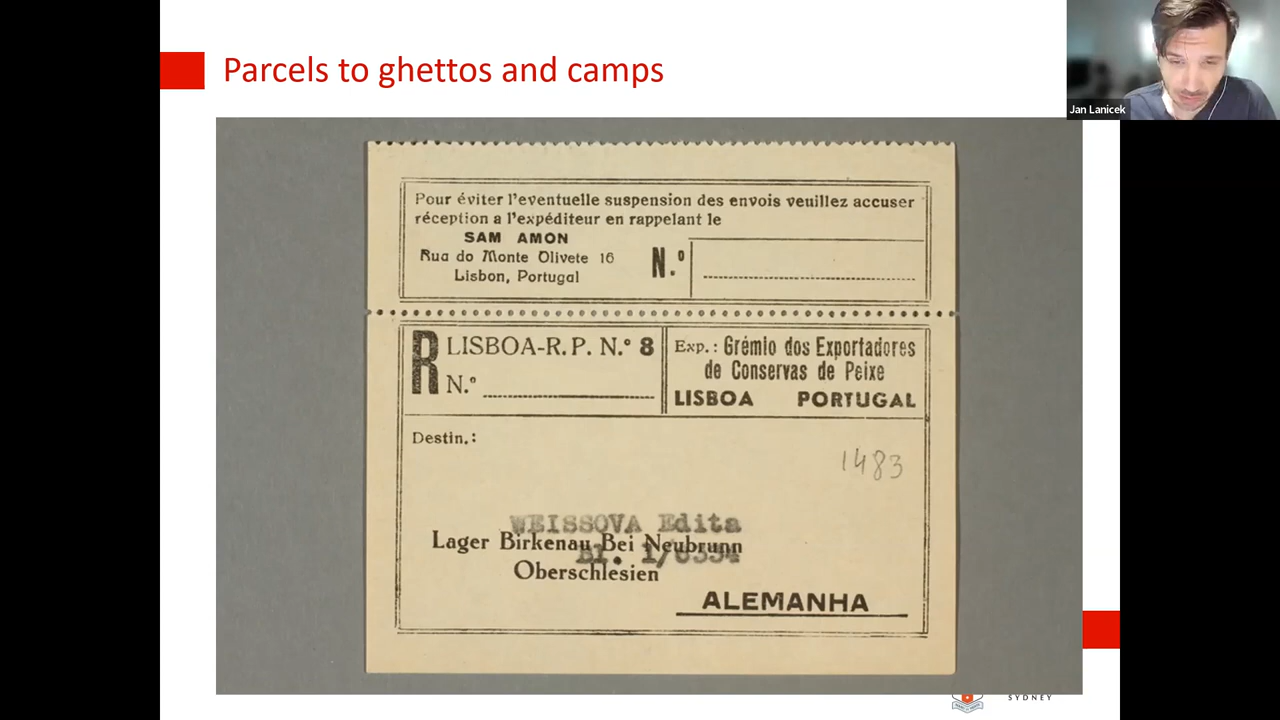 Parcels to ghettos and camps
Jan Lanicek
Pour éviter l'eventuelle suspension des envois veuillez accuser
réception a l'expéditeur en rappelant le
SAM AMON
Rua do Monte Olivete 16
Lisbon, Portugal
N.º
R LISBOA-R.P. N.º 8
N.º
Exp.: Grémio dos Exportadores
de Conservas de Peixe
LISBOA PORTUGAL
Destin.:
1483
WEISSOVA Edita
Lager Birkenau Bei Neubrunn
Oberschlesien
ALEMANHA
SYDNEY